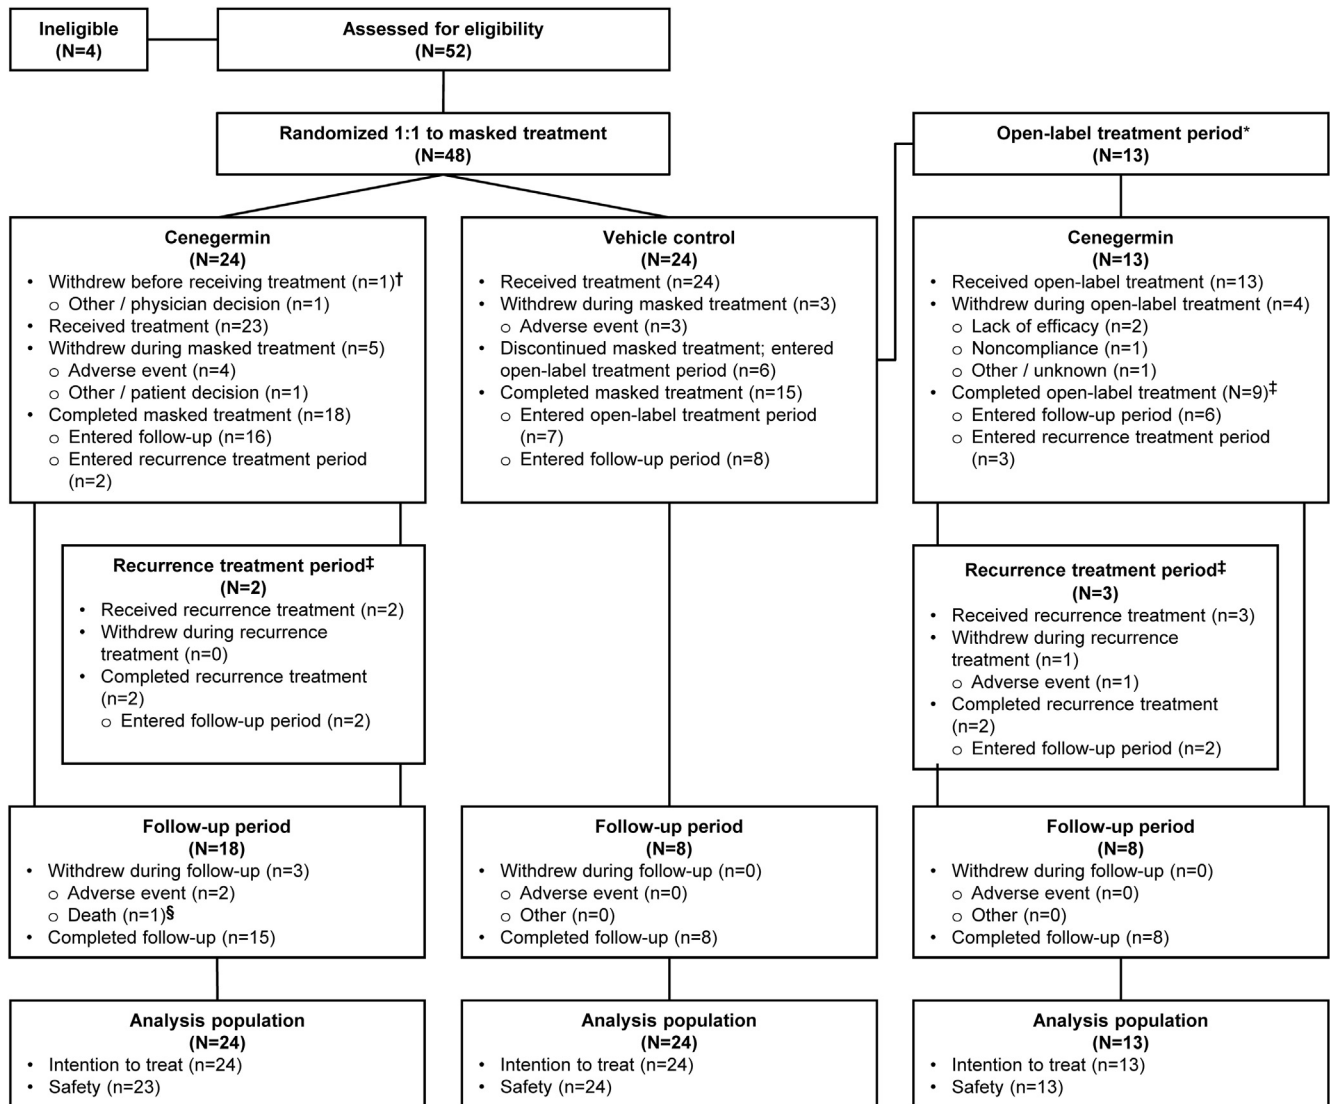 Ineligible
(N=4)
Assessed for eligibility
(N=52)
Randomized 1:1 to masked treatment
(N=48)
Open-label treatment period*
(N=13)
Cenegermin
(N=24)
• Withdrew before receiving treatment (n=1)†
o Other / physician decision (n=1)
• Received treatment (n=23)
• Withdrew during masked treatment (n=5)
o Adverse event (n=4)
o Other / patient decision (n=1)
• Completed masked treatment (n=18)
o Entered follow-up (n=16)
o Entered recurrence treatment period
(n=2)
Vehicle control
(N=24)
• Received treatment (n=24)
• Withdrew during masked treatment (n=3)
o Adverse event (n=3)
• Discontinued masked treatment; entered
open-label treatment period (n=6)
• Completed masked treatment (n=15)
o Entered open-label treatment period
(n=7)
o Entered follow-up period (n=8)
Cenegermin
(N=13)
• Received open-label treatment (n=13)
• Withdrew during open-label treatment (n=4)
o Lack of efficacy (n=2)
o Noncompliance (n=1)
o Other / unknown (n=1)
• Completed open-label treatment (N=9)‡
o Entered follow-up period (n=6)
o Entered recurrence treatment period
(n=3)
Recurrence treatment period‡
(N=2)
• Received recurrence treatment (n=2)
• Withdrew during recurrence
treatment (n=0)
• Completed recurrence treatment
(n=2)
o Entered follow-up period (n=2)
Recurrence treatment period‡
(N=3)
• Received recurrence treatment (n=3)
• Withdrew during recurrence
treatment (n=1)
o Adverse event (n=1)
• Completed recurrence treatment
(n=2)
o Entered follow-up period (n=2)
Follow-up period
(N=18)
• Withdrew during follow-up (n=3)
o Adverse event (n=2)
o Death (n=1)§
• Completed follow-up (n=15)
Follow-up period
(N=8)
• Withdrew during follow-up (n=0)
o Adverse event (n=0)
o Other (n=0)
• Completed follow-up (n=8)
Follow-up period
(N=8)
• Withdrew during follow-up (n=0)
o Adverse event (n=0)
o Other (n=0)
• Completed follow-up (n=8)
Analysis population
(N=24)
• Intention to treat (n=24)
• Safety (n=23)
Analysis population
(N=24)
• Intention to treat (n=24)
• Safety (n=24)
Analysis population
(N=13)
• Intention to treat (n=13)
• Safety (n=13)